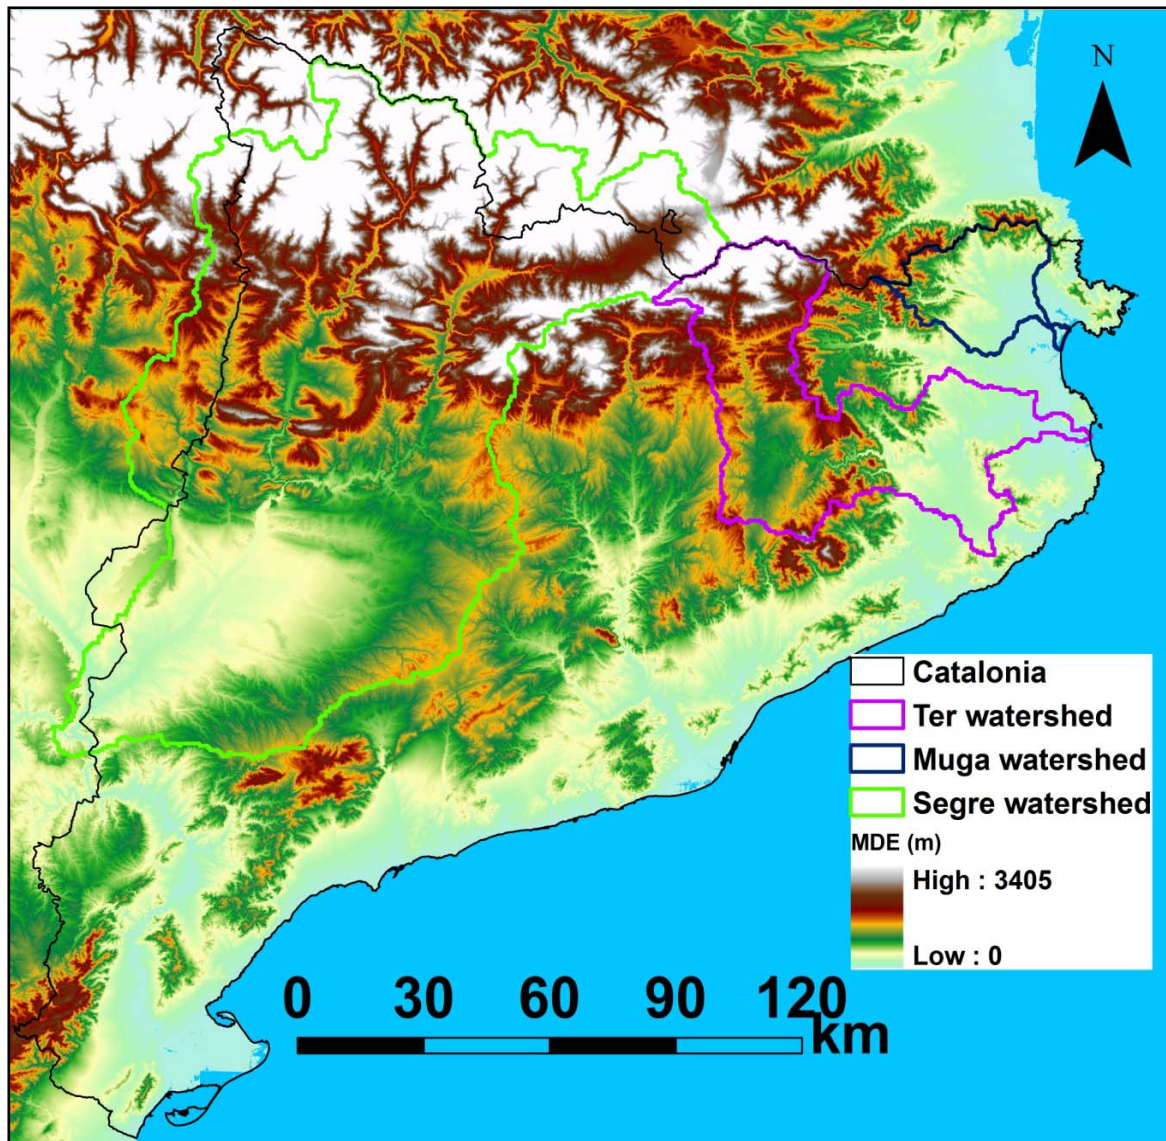 N
Catalonia
Ter watershed
Muga watershed
Segre watershed
MDE (m)
High : 3405
Low : 0
0 30 60 90 120
km